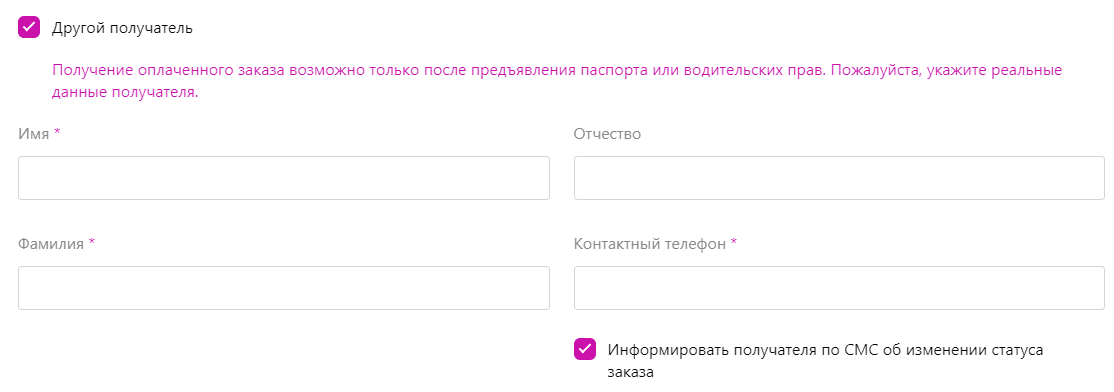 Другой получатель
Получение оплаченного заказа возможно только после предъявления паспорта или водительских прав. Пожалуйста, укажите реальные
данные получателя.
Имя *
Отчество
Фамилия *
Контактный телефон *
Информировать получателя по СМС об изменении статуса
заказа